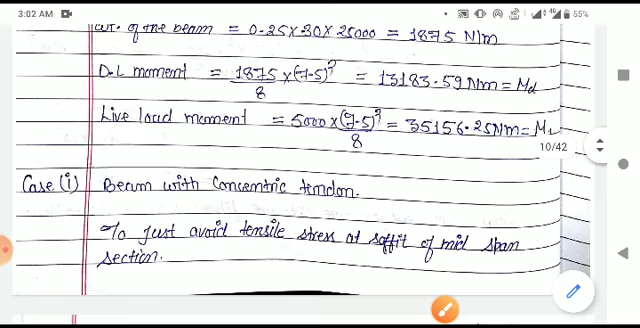 3:02 AM
55%
wt. of the beam = 0.25 x .30 x 25000 = 1875 N/m
D.L moment = 1875 x (7.5)² / 8 = 13183.59 Nm = Md
Live load moment = 5000 x (7.5)² / 8 = 35156.25 Nm = ML
10/42
Case (i) Beam with Concentric tendon.
To just avoid tensile stress at soffit of mid span
section.